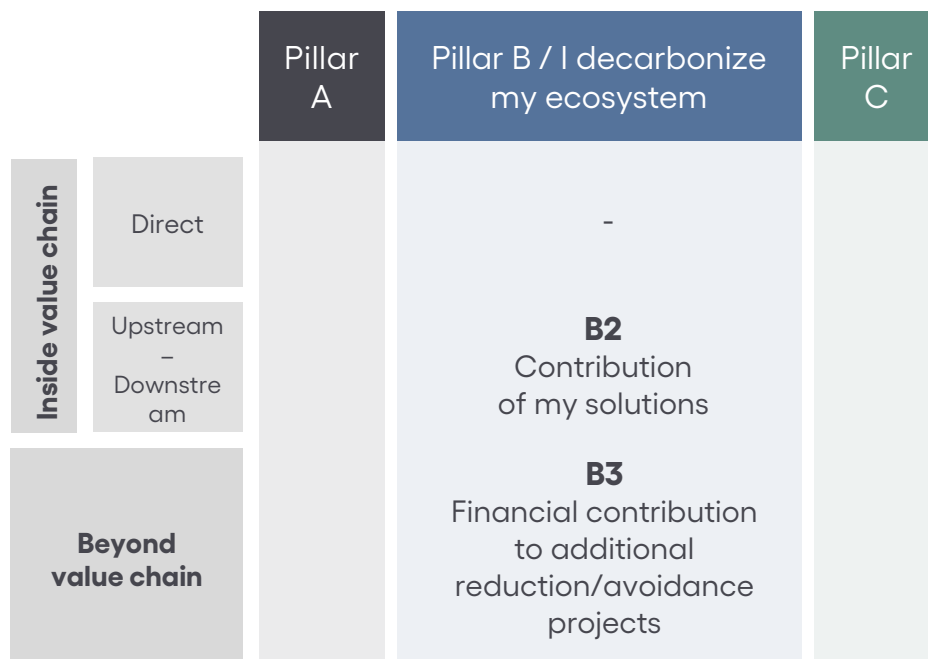 Pillar
A
Pillar B / I decarbonize
my ecosystem
Pillar
C
Inside value chain
Direct
-
Upstream
–
Downstre
am
B2
Contribution
of my solutions
Beyond
value chain
B3
Financial contribution
to additional
reduction/avoidance
projects